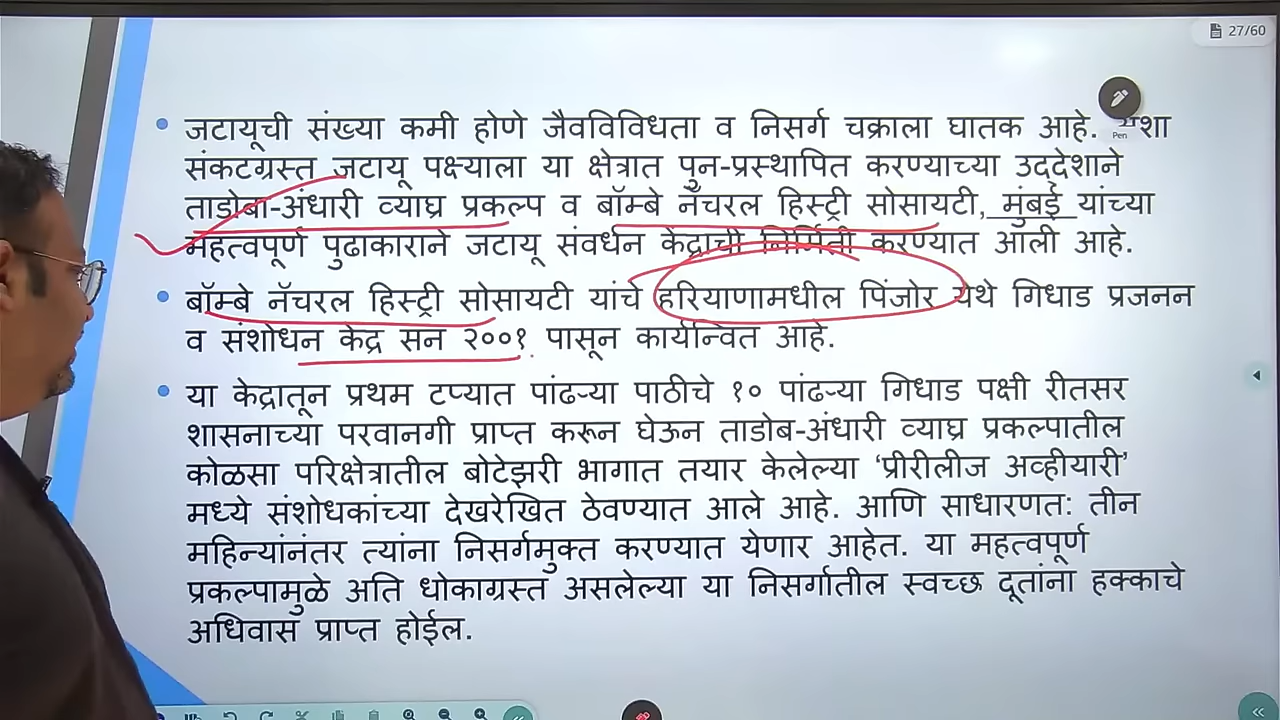 27/60
Pen
जटायूची संख्या कमी होणे जैवविविधता व निसर्ग चक्राला घातक आहे.
संकटग्रस्त जटायू पक्ष्याला या क्षेत्रात पुन-प्रस्थापित करण्याच्या उद्देशाने
ताडोबा-अंधारी व्याघ्र प्रकल्प व बॉम्बे नॅचरल हिस्ट्री सोसायटी, मुंबई यांच्या
महत्वपूर्ण पुढाकाराने जटायू संवर्धन केंद्राची निर्मिती करण्यात आली आहे.
बॉम्बे नॅचरल हिस्ट्री सोसायटी यांचे हरियाणामधील पिंजोर येथे गिधाड प्रजनन
व संशोधन केंद्र सन २००१ पासून कार्यान्वित आहे.
या केंद्रातून प्रथम टप्यात पांढऱ्या पाठीचे १० पांढऱ्या गिधाड पक्षी रीतसर
शासनाच्या परवानगी प्राप्त करून घेऊन ताडोब-अंधारी व्याघ्र प्रकल्पातील
कोळसा परिक्षेत्रातील बोटेझरी भागात तयार केलेल्या ‘प्रीरीलीज अव्हीयारी’
मध्ये संशोधकांच्या देखरेखित ठेवण्यात आले आहे. आणि साधारणत: तीन
महिन्यांनंतर त्यांना निसर्गमुक्त करण्यात येणार आहेत. या महत्वपूर्ण
प्रकल्पामुळे अति धोकाग्रस्त असलेल्या या निसर्गातील स्वच्छ दूतांना हक्काचे
अधिवास प्राप्त होईल.